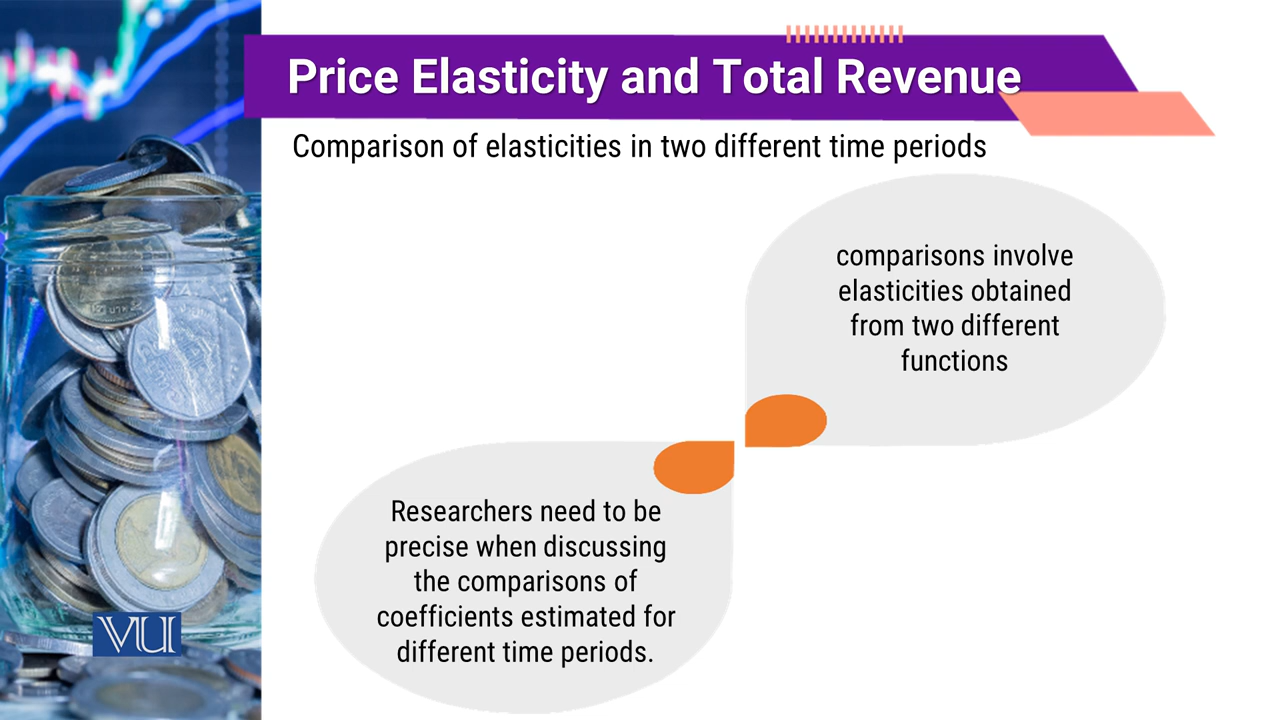 Price Elasticity and Total Revenue
Comparison of elasticities in two different time periods
comparisons involve
elasticities obtained
from two different
functions
Researchers need to be
precise when discussing
the comparisons of
coefficients estimated for
different time periods.
VU